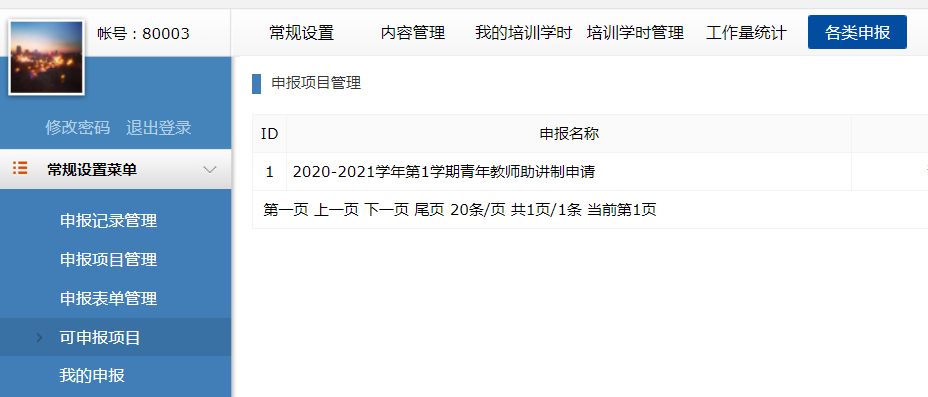 帐号：80003
常规设置 内容管理 我的培训学时 培训学时管理 工作量统计 各类申报
修改密码 退出登录
常规设置菜单
申报记录管理
申报项目管理
申报表单管理
可申报项目
我的申报
申报项目管理
ID 申报名称
1 2020-2021学年第1学期青年教师助讲制申请
第一页 上一页 下一页 尾页 20条/页 共1页/1条 当前第1页